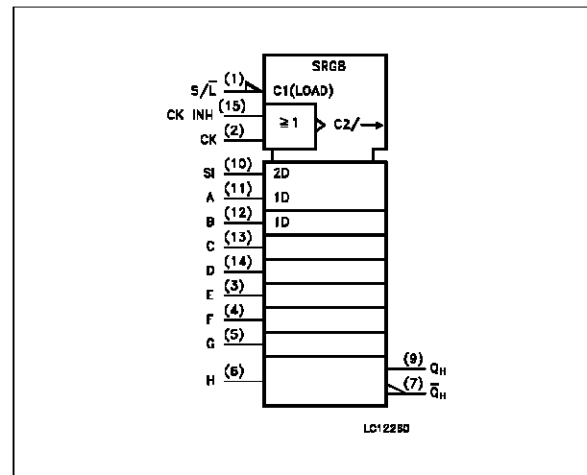 SRG8
S/L̅ (1) C1(LOAD)
CK INH (15) ≥1 C2/→
CK (2)
SI (10) 2D
A (11) 1D
B (12) 1D
C (13)
D (14)
E (3)
F (4)
G (5)
(9) QH
H (6) (7) Q̅H
LC12260